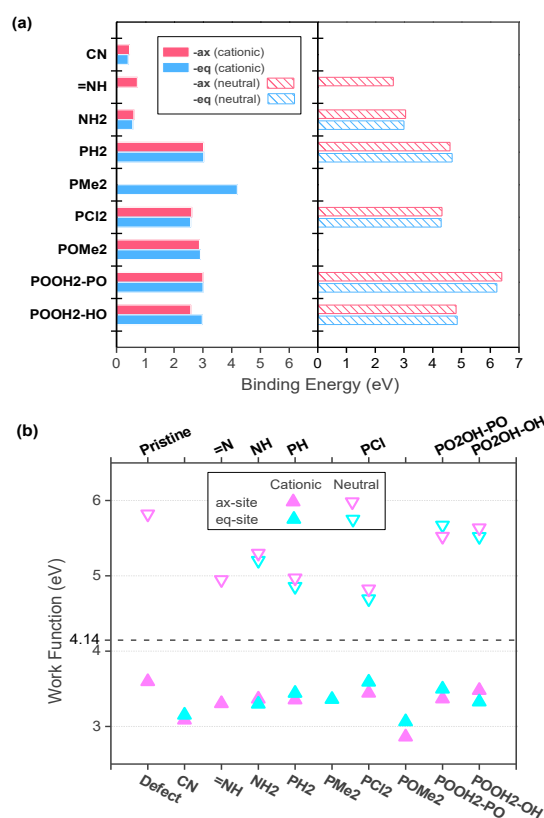 (a)
CN
=NH
NH2
PH2
PMe2
PCl2
POMe2
POOH2-PO
POOH2-HO
-ax (cationic)
-eq (cationic)
-ax (neutral)
-eq (neutral)
0 1 2 3 4 5 6 0 1 2 3 4 5 6 7
Binding Energy (eV)
(b)
Pristine =N NH PH PCl PO2OH-PO PO2OH-OH
Cationic Neutral
ax-site
eq-site
Work Function (eV)
6
5
4.14
4
3
Defect CN =NH NH2 PH2 PMe2 PCl2 POMe2 POOH2-PO POOH2-OH